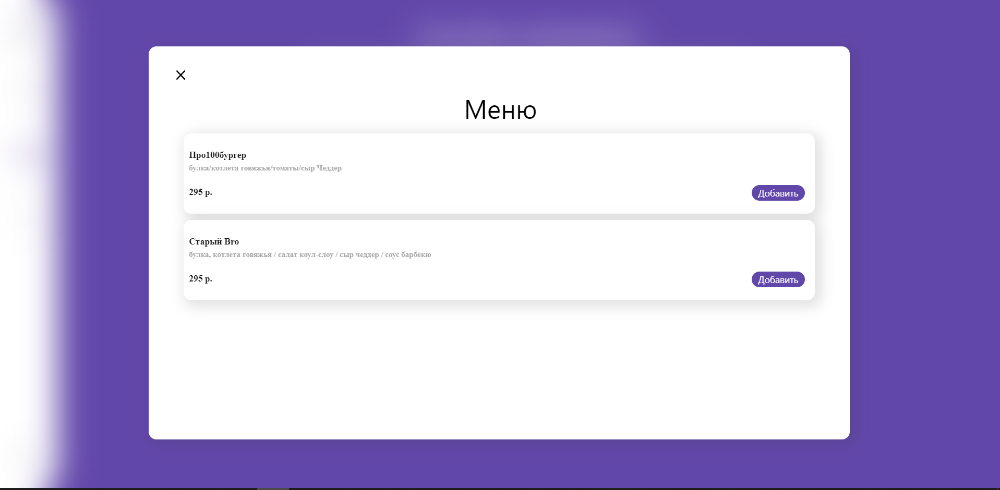 Меню
Про100бургер
булка/котлета говяжья/томаты/сыр Чеддер
295 р.
Добавить
Старый Bro
булка, котлета говяжья / салат коул-слоу / сыр чеддер / соус барбекю
295 р.
Добавить